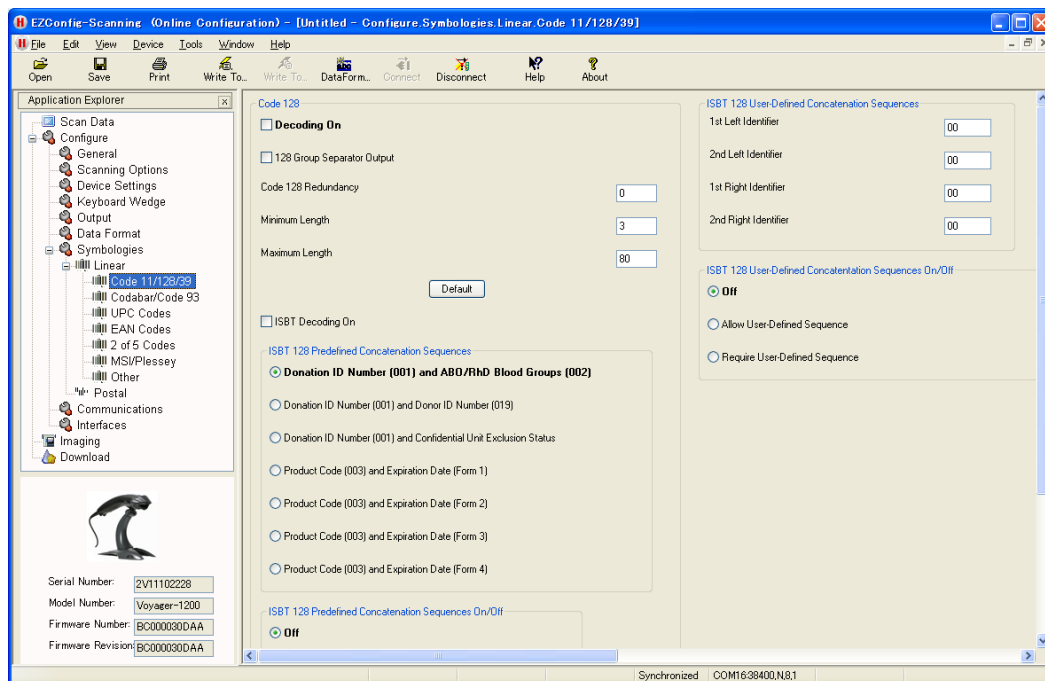 EZConfig-Scanning (Online Configuration) - [Untitled - Configure.Symbologies.Linear.Code 11/128/39]
File Edit View Device Tools Window Help
Open Save Print Write To... Write To... DataForm... Connect Disconnect Help About
Application Explorer
Scan Data
Configure
General
Scanning Options
Device Settings
Keyboard Wedge
Output
Data Format
Symbologies
Linear
Code 11/128/39
Codabar/Code 93
UPC Codes
EAN Codes
2 of 5 Codes
MSI/Plessey
Other
Postal
Communications
Interfaces
Imaging
Download
Serial Number: 2V11102228
Model Number: Voyager-1200
Firmware Number: BC000030DAA
Firmware Revision: BC000030DAA
Code 128
Decoding On
128 Group Separator Output
Code 128 Redundancy 0
Minimum Length 3
Maximum Length 80
Default
ISBT Decoding On
ISBT 128 Predefined Concatenation Sequences
Donation ID Number (001) and ABO/RhD Blood Groups (002)
Donation ID Number (001) and Donor ID Number (019)
Donation ID Number (001) and Confidential Unit Exclusion Status
Product Code (003) and Expiration Date (Form 1)
Product Code (003) and Expiration Date (Form 2)
Product Code (003) and Expiration Date (Form 3)
Product Code (003) and Expiration Date (Form 4)
ISBT 128 Predefined Concatenation Sequences On/Off
Off
ISBT 128 User-Defined Concatenation Sequences
1st Left Identifier 00
2nd Left Identifier 00
1st Right Identifier 00
2nd Right Identifier 00
ISBT 128 User-Defined Concatentation Sequences On/Off
Off
Allow User-Defined Sequence
Require User-Defined Sequence
Synchronized COM16:38400,N,8,1